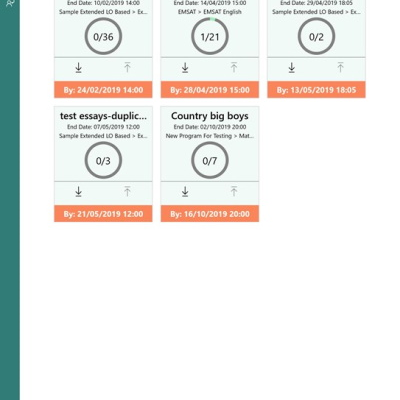 End Date: 10/02/2019 14:00
Sample Extended LO Based > Ex...
0/36
By: 24/02/2019 14:00
End Date: 14/04/2019 15:00
EMSAT > EMSAT English
1/21
By: 28/04/2019 15:00
End Date: 29/04/2019 18:05
Sample Extended LO Based > Ex...
0/2
By: 13/05/2019 18:05
test essays-duplic...
End Date: 07/05/2019 12:00
Sample Extended LO Based > Ex...
0/3
By: 21/05/2019 12:00
Country big boys
End Date: 02/10/2019 20:00
New Program For Testing > Mat...
0/7
By: 16/10/2019 20:00